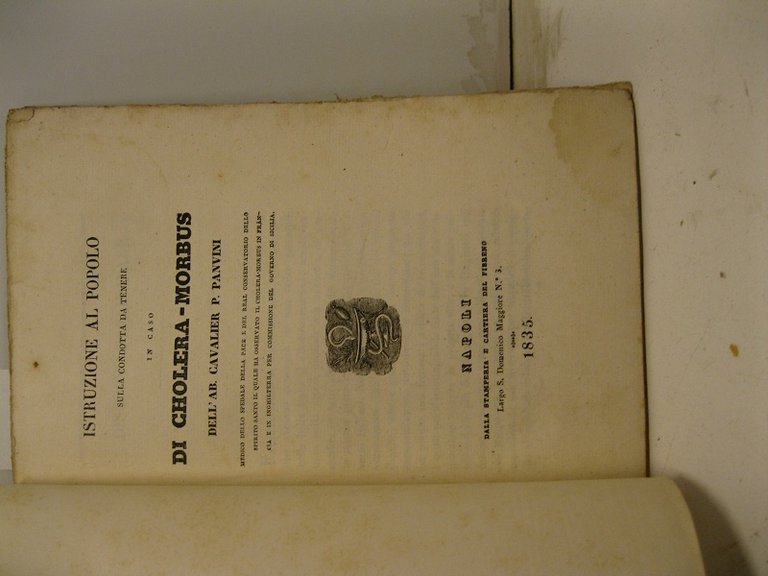 ISTRUZIONE AL POPOLO
SULLA CONDOTTA DA TENERE
IN CASO
DI CHOLERA-MORBUS
DELL'AB. CAVALIER P. PANVINI
MEDICO DELLO SPEDALE DELLA PACE E DEL REAL CONSERVATORIO DELLO
SPIRITO SANTO IL QUALE HA OSSERVATO IL CHOLERA-MORBUS IN FRAN-
CIA E IN INGHILTERRA PER COMMISSIONE DEL GOVERNO DI SICILIA.
NAPOLI
DALLA STAMPERIA E CARTIERA DEL FIBRENO
Largo S. Domenico Maggiore N.° 3.
1835.